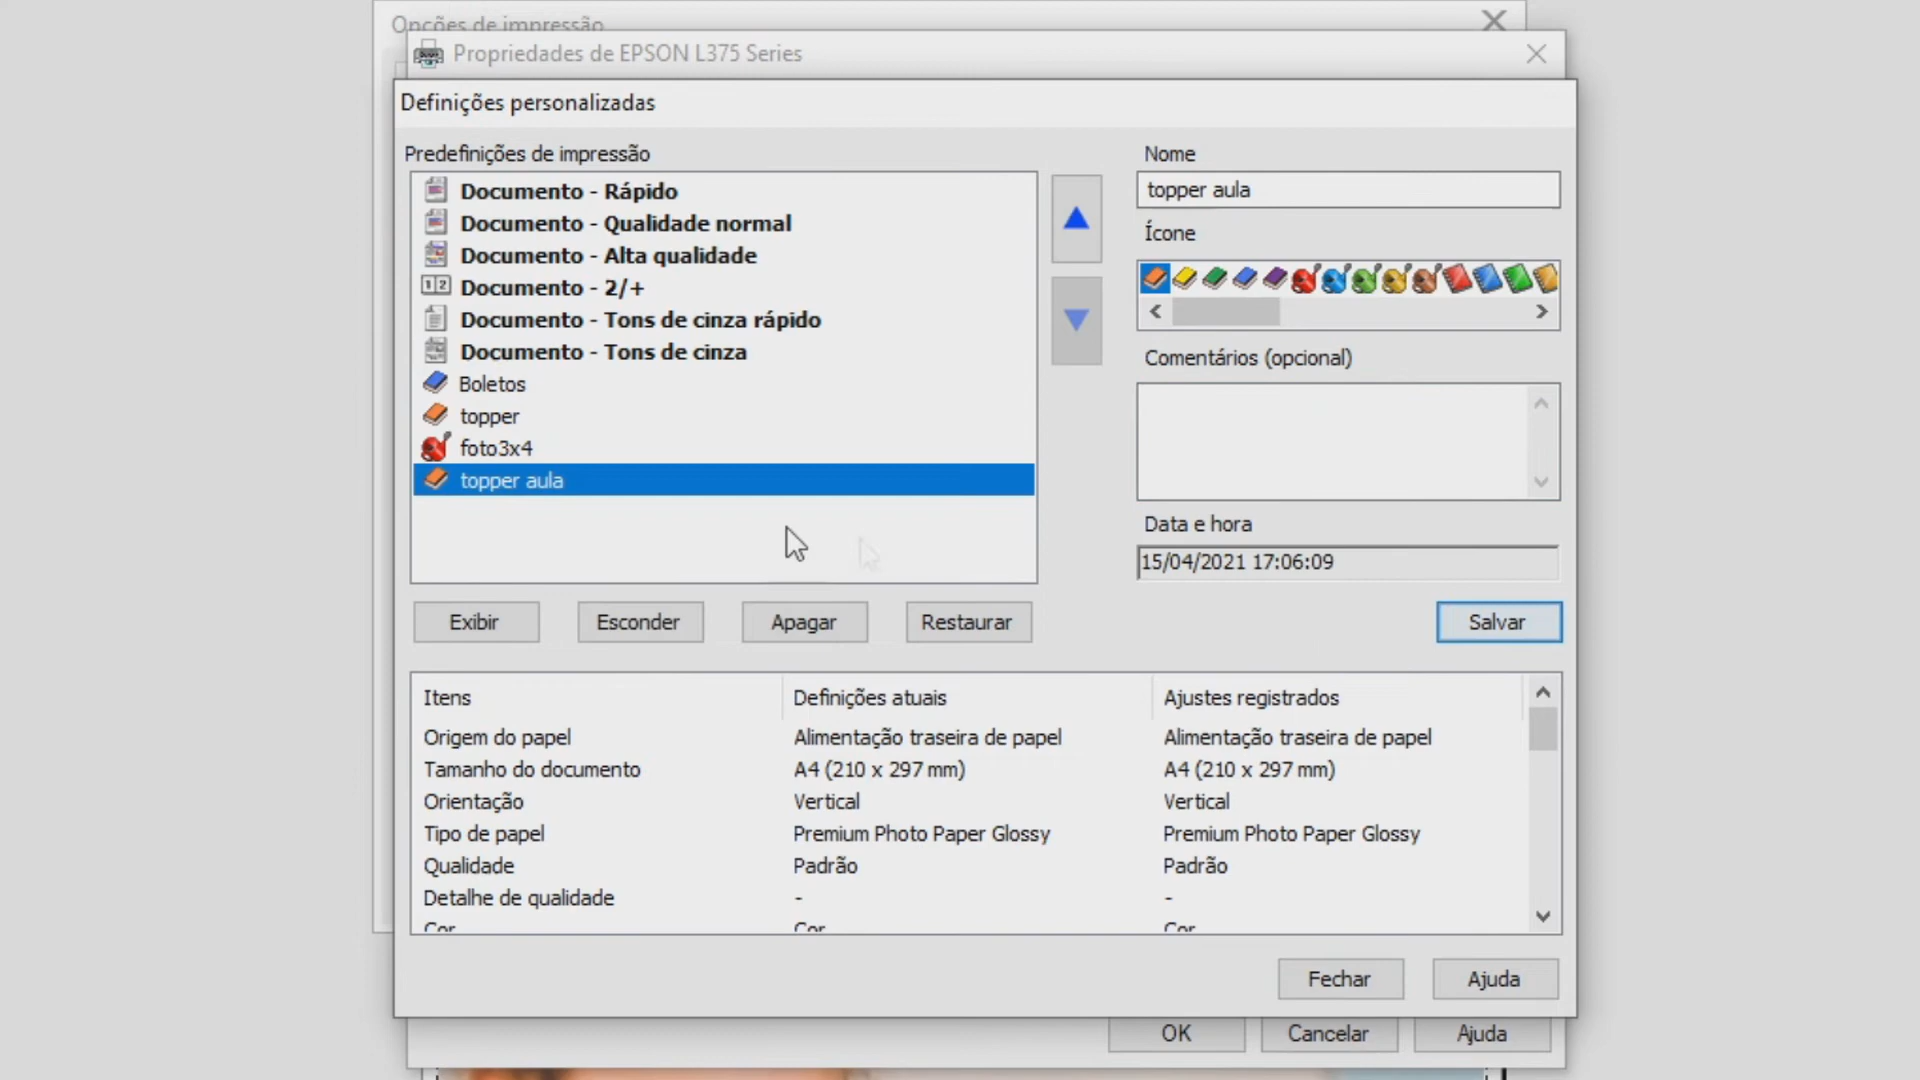 Opções de impressão
Propriedades de EPSON L375 Series
Definições personalizadas
Predefinições de impressão
Documento - Rápido
Documento - Qualidade normal
Documento - Alta qualidade
1 2 Documento - 2/+
Documento - Tons de cinza rápido
Documento - Tons de cinza
Boletos
topper
foto3x4
topper aula
Nome
topper aula
Ícone
Comentários (opcional)
Data e hora
15/04/2021 17:06:09
Exibir Esconder Apagar Restaurar Salvar
Itens Definições atuais Ajustes registrados
Origem do papel Alimentação traseira de papel Alimentação traseira de papel
Tamanho do documento A4 (210 x 297 mm) A4 (210 x 297 mm)
Orientação Vertical Vertical
Tipo de papel Premium Photo Paper Glossy Premium Photo Paper Glossy
Qualidade Padrão Padrão
Detalhe de qualidade - -
Cor Cor Cor
Fechar Ajuda
OK Cancelar Ajuda